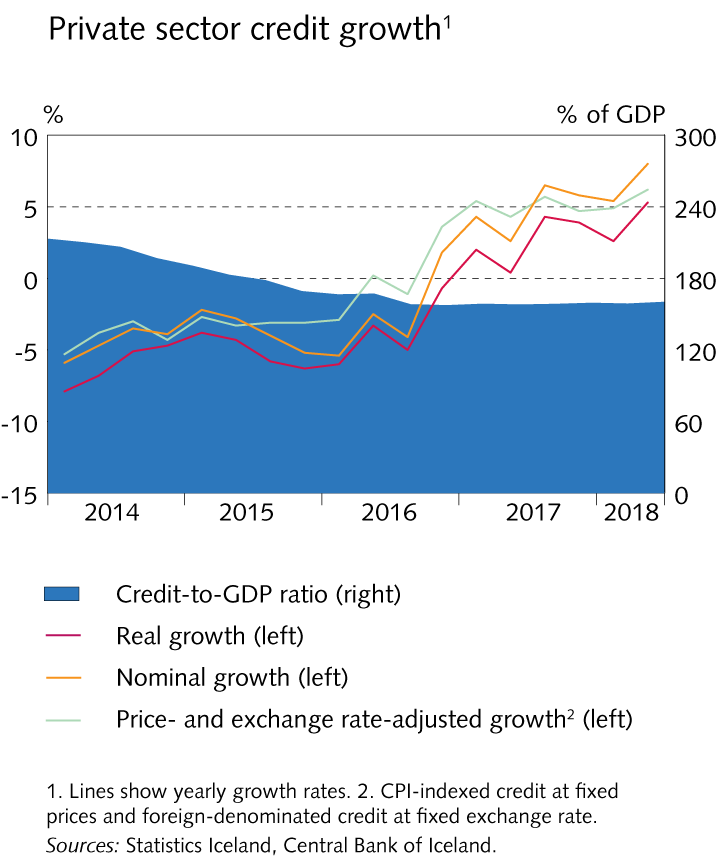 Private sector credit growth¹
% % of GDP
10 300
5 240
0 180
-5 120
-10 60
-15 0
2014 2015 2016 2017 2018
Credit-to-GDP ratio (right)
Real growth (left)
Nominal growth (left)
Price- and exchange rate-adjusted growth² (left)
1. Lines show yearly growth rates. 2. CPI-indexed credit at fixed
prices and foreign-denominated credit at fixed exchange rate.
Sources: Statistics Iceland, Central Bank of Iceland.